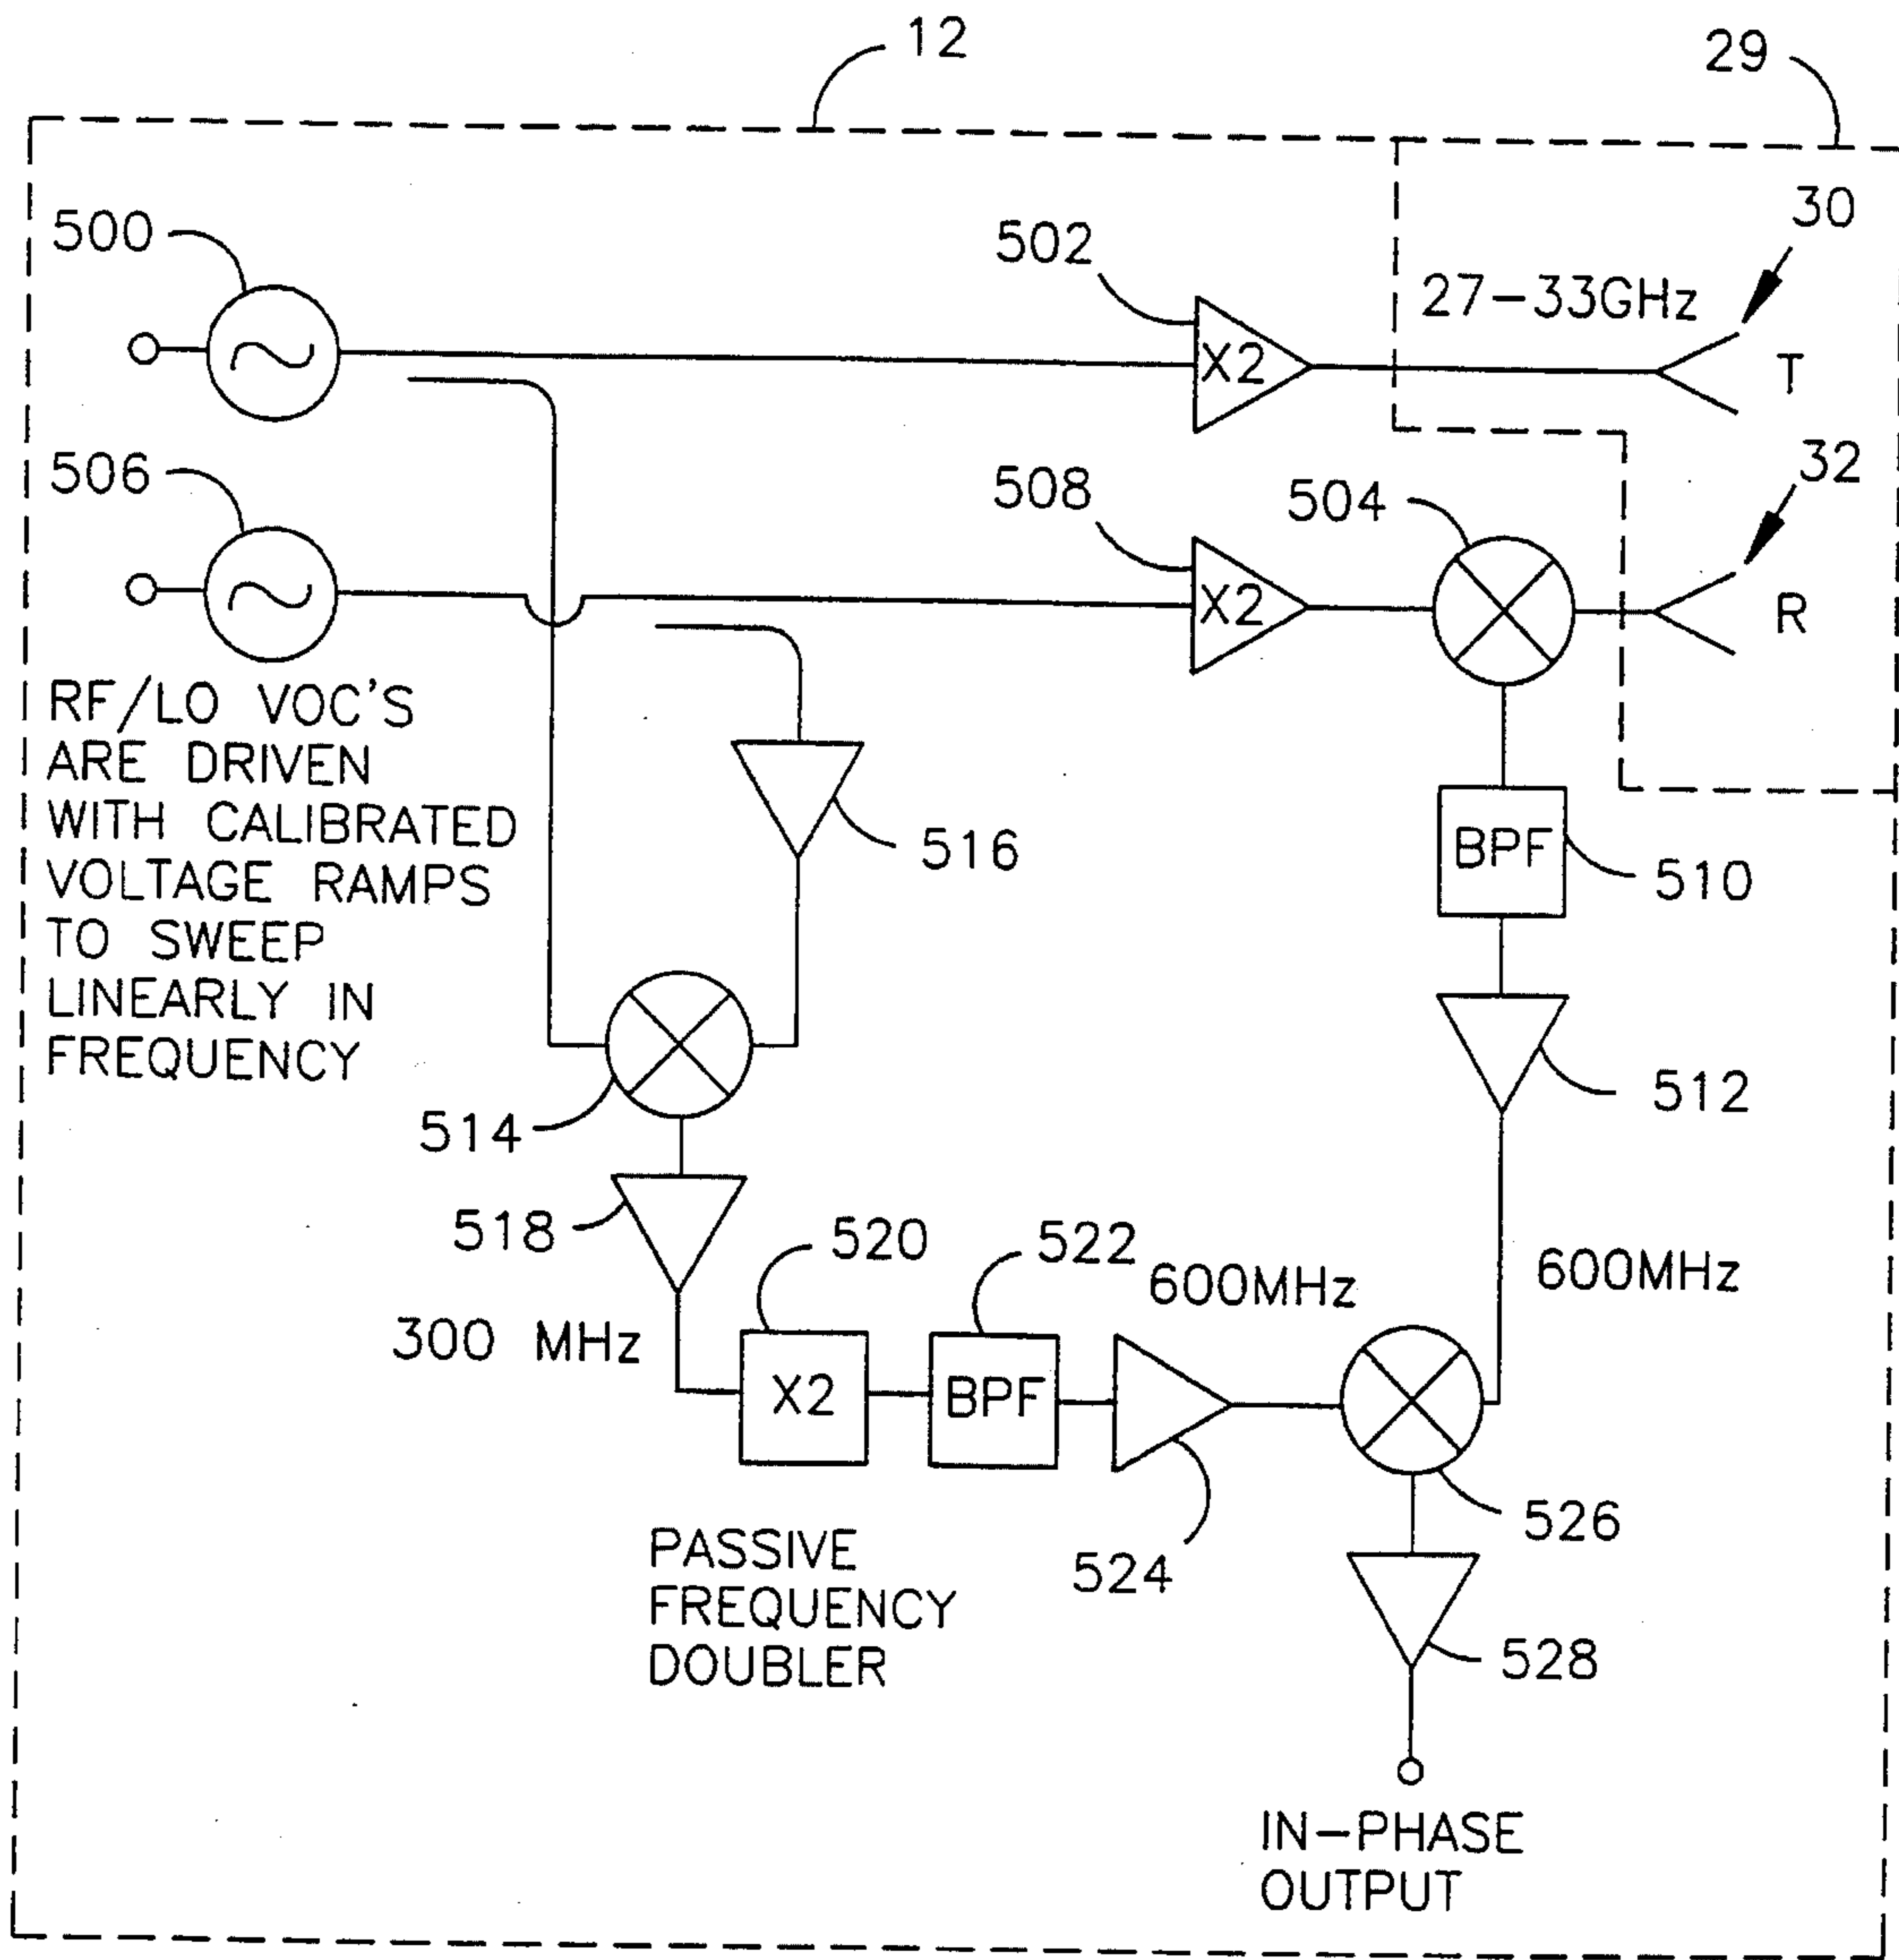 12
29
30
500
502
27-33GHz
X2
T
506
508
504
32
X2
R
RF/LO VOC'S
ARE DRIVEN
WITH CALIBRATED
VOLTAGE RAMPS
TO SWEEP
LINEARLY IN
FREQUENCY
516
BPF
510
512
514
518
520
522
600MHz
600MHz
300 MHz
X2
BPF
526
524
PASSIVE
FREQUENCY
DOUBLER
528
IN-PHASE
OUTPUT